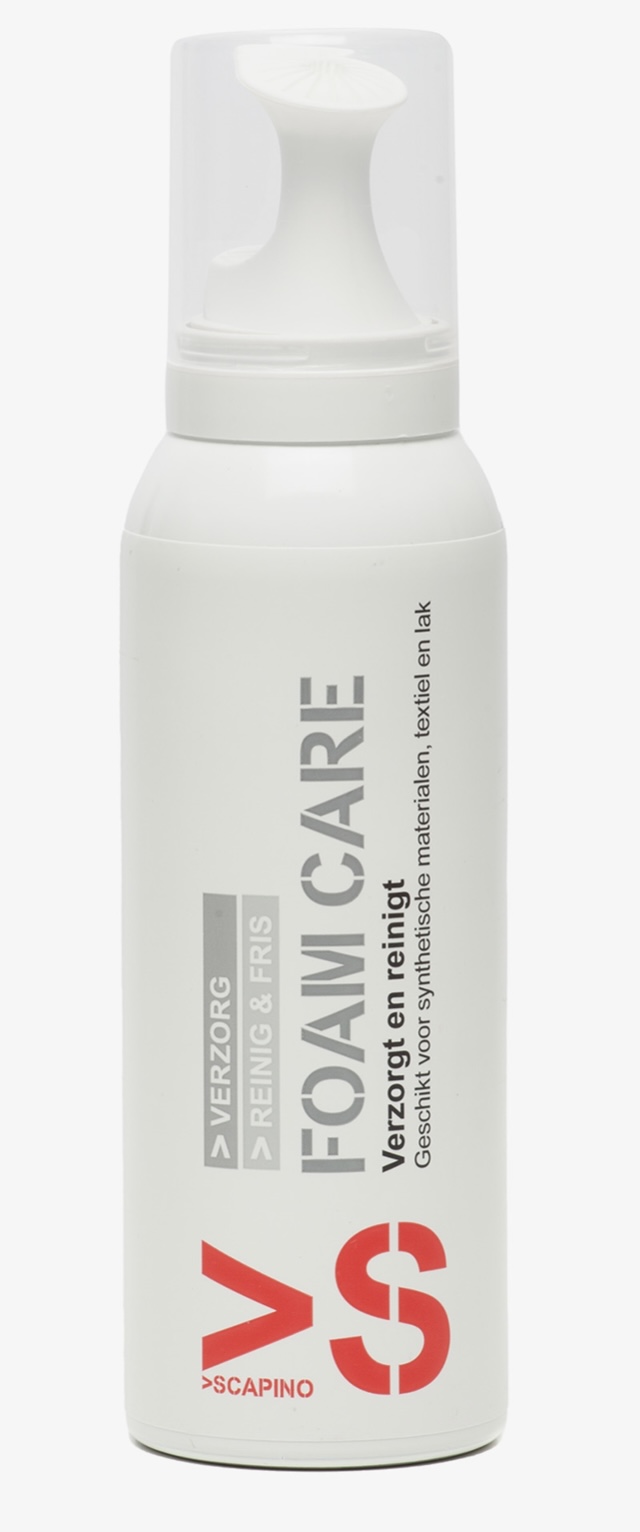 > VERZORG
> REINIG & FRIS
FOAM CARE
Verzorgt en reinigt
Geschikt voor synthetische materialen, textiel en lak
>S
>SCAPINO